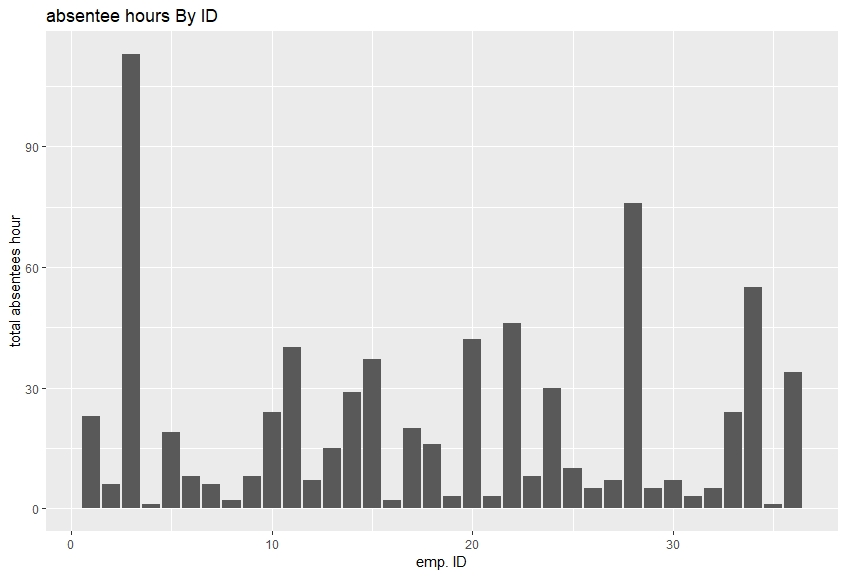 absentee hours By ID
90
60
30
0
total absentees hour
0 10 20 30
emp. ID